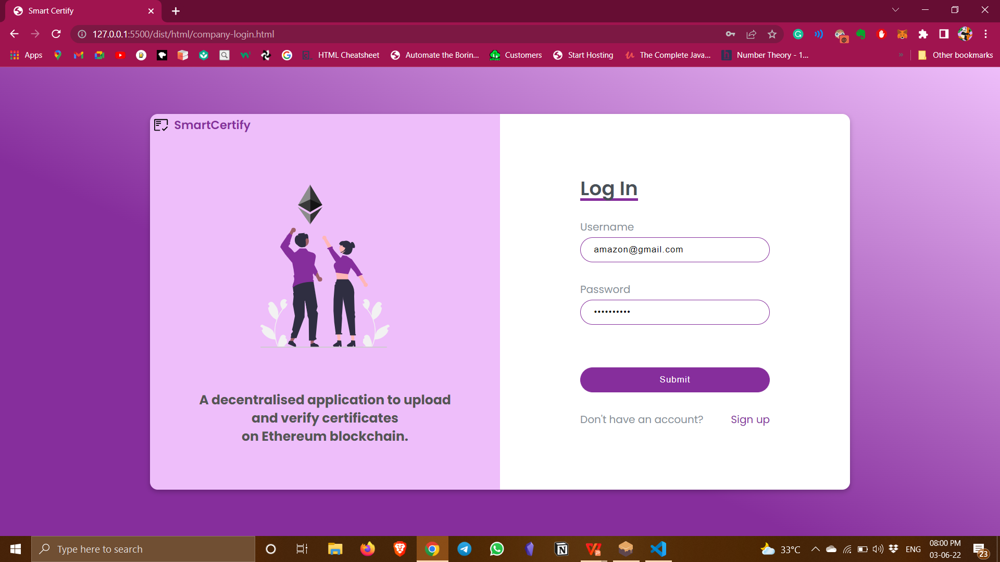 Smart Certify
127.0.0.1:5500/dist/html/company-login.html
Apps
HTML Cheatsheet
Automate the Borin...
Customers
Start Hosting
The Complete Java...
Number Theory - 1...
»
Other bookmarks
SmartCertify
A decentralised application to upload
and verify certificates
on Ethereum blockchain.
Log In
Username
amazon@gmail.com
Password
••••••••••
Submit
Don't have an account?
Sign up
Type here to search
33°C
ENG
08:00 PM
03-06-22
23